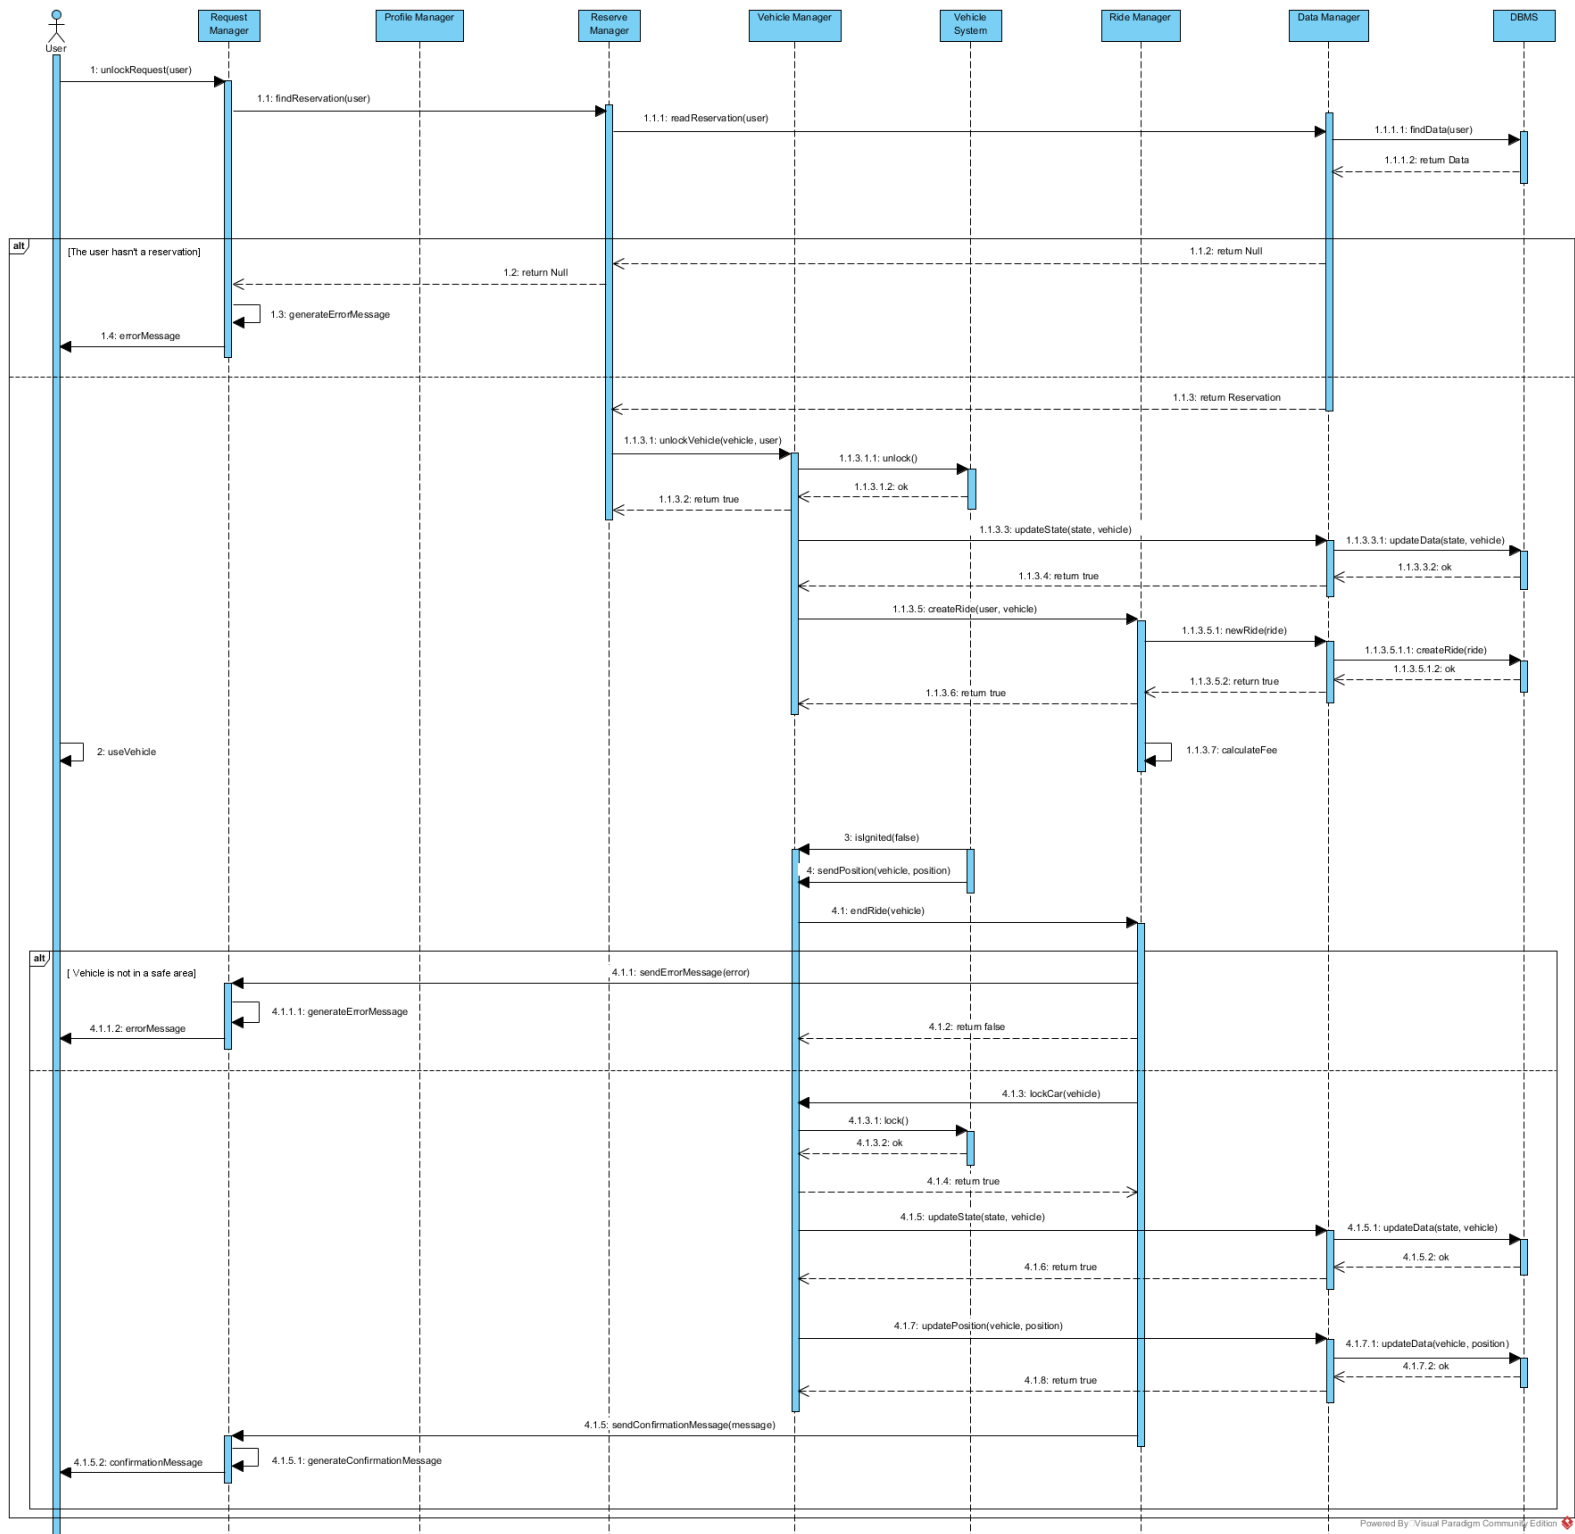 User
Request
Manager
Profile Manager
Reserve
Manager
Vehicle Manager
Vehicle
System
Ride Manager
Data Manager
DBMS
1: unlockRequest(user)
1.1: findReservation(user)
1.1.1: readReservation(user)
1.1.1.1: findData(user)
1.1.1.2: return Data
alt
[The user hasn't a reservation]
1.1.2: return Null
1.2: return Null
1.3: generateErrorMessage
1.4: errorMessage
1.1.3: return Reservation
1.1.3.1: unlockVehicle(vehicle, user)
1.1.3.1.1: unlock()
1.1.3.1.2: ok
1.1.3.2: return true
1.1.3.3: updateState(state, vehicle)
1.1.3.3.1: updateData(state, vehicle)
1.1.3.3.2: ok
1.1.3.4: return true
1.1.3.5: createRide(user, vehicle)
1.1.3.5.1: newRide(ride)
1.1.3.5.1.1: createRide(ride)
1.1.3.5.1.2: ok
1.1.3.5.2: return true
1.1.3.6: return true
2: useVehicle
1.1.3.7: calculateFee
3: isIgnited(false)
4: sendPosition(vehicle, position)
4.1: endRide(vehicle)
alt
[ Vehicle is not in a safe area]
4.1.1: sendErrorMessage(error)
4.1.1.1: generateErrorMessage
4.1.1.2: errorMessage
4.1.2: return false
4.1.3: lockCar(vehicle)
4.1.3.1: lock()
4.1.3.2: ok
4.1.4: return true
4.1.5: updateState(state, vehicle)
4.1.5.1: updateData(state, vehicle)
4.1.5.2: ok
4.1.6: return true
4.1.7: updatePosition(vehicle, position)
4.1.7.1: updateData(vehicle, position)
4.1.7.2: ok
4.1.8: return true
4.1.5: sendConfirmationMessage(message)
4.1.5.1: generateConfirmationMessage
4.1.5.2: confirmationMessage
Powered By Visual Paradigm Community Edition